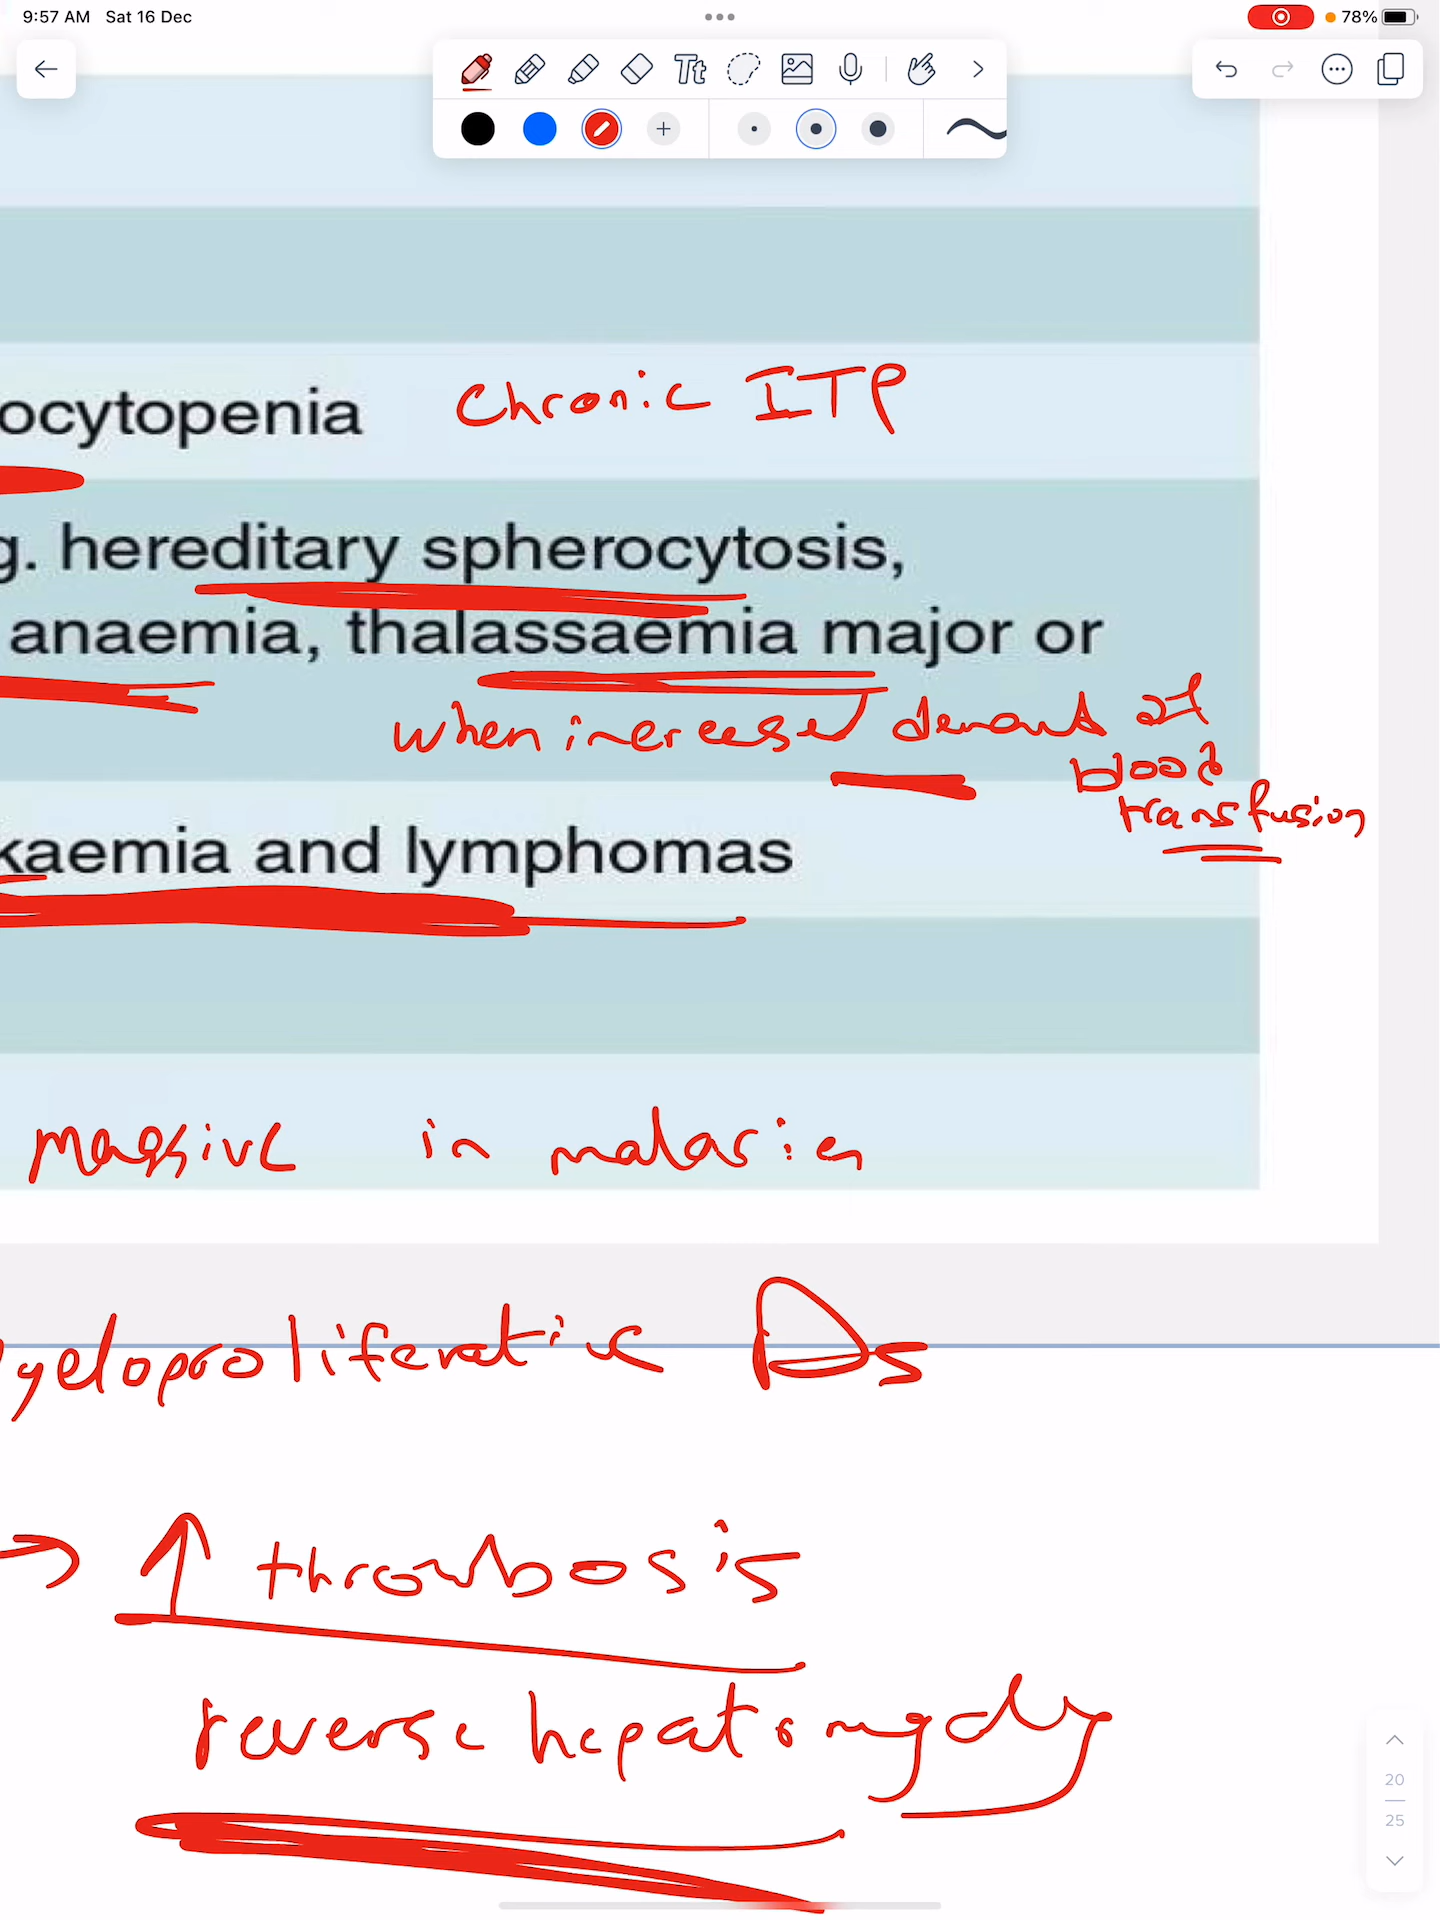 9:57 AM Sat 16 Dec
78%
Tt
ocytopenia Chronic ITP
g. hereditary spherocytosis,
anaemia, thalassaemia major or
when increased demand of
blood
transfusion
kaemia and lymphomas
Massive in malaria
yeloproliferative Ds
→ ↑ thrombosis
reverse hepatomegaly
20
25